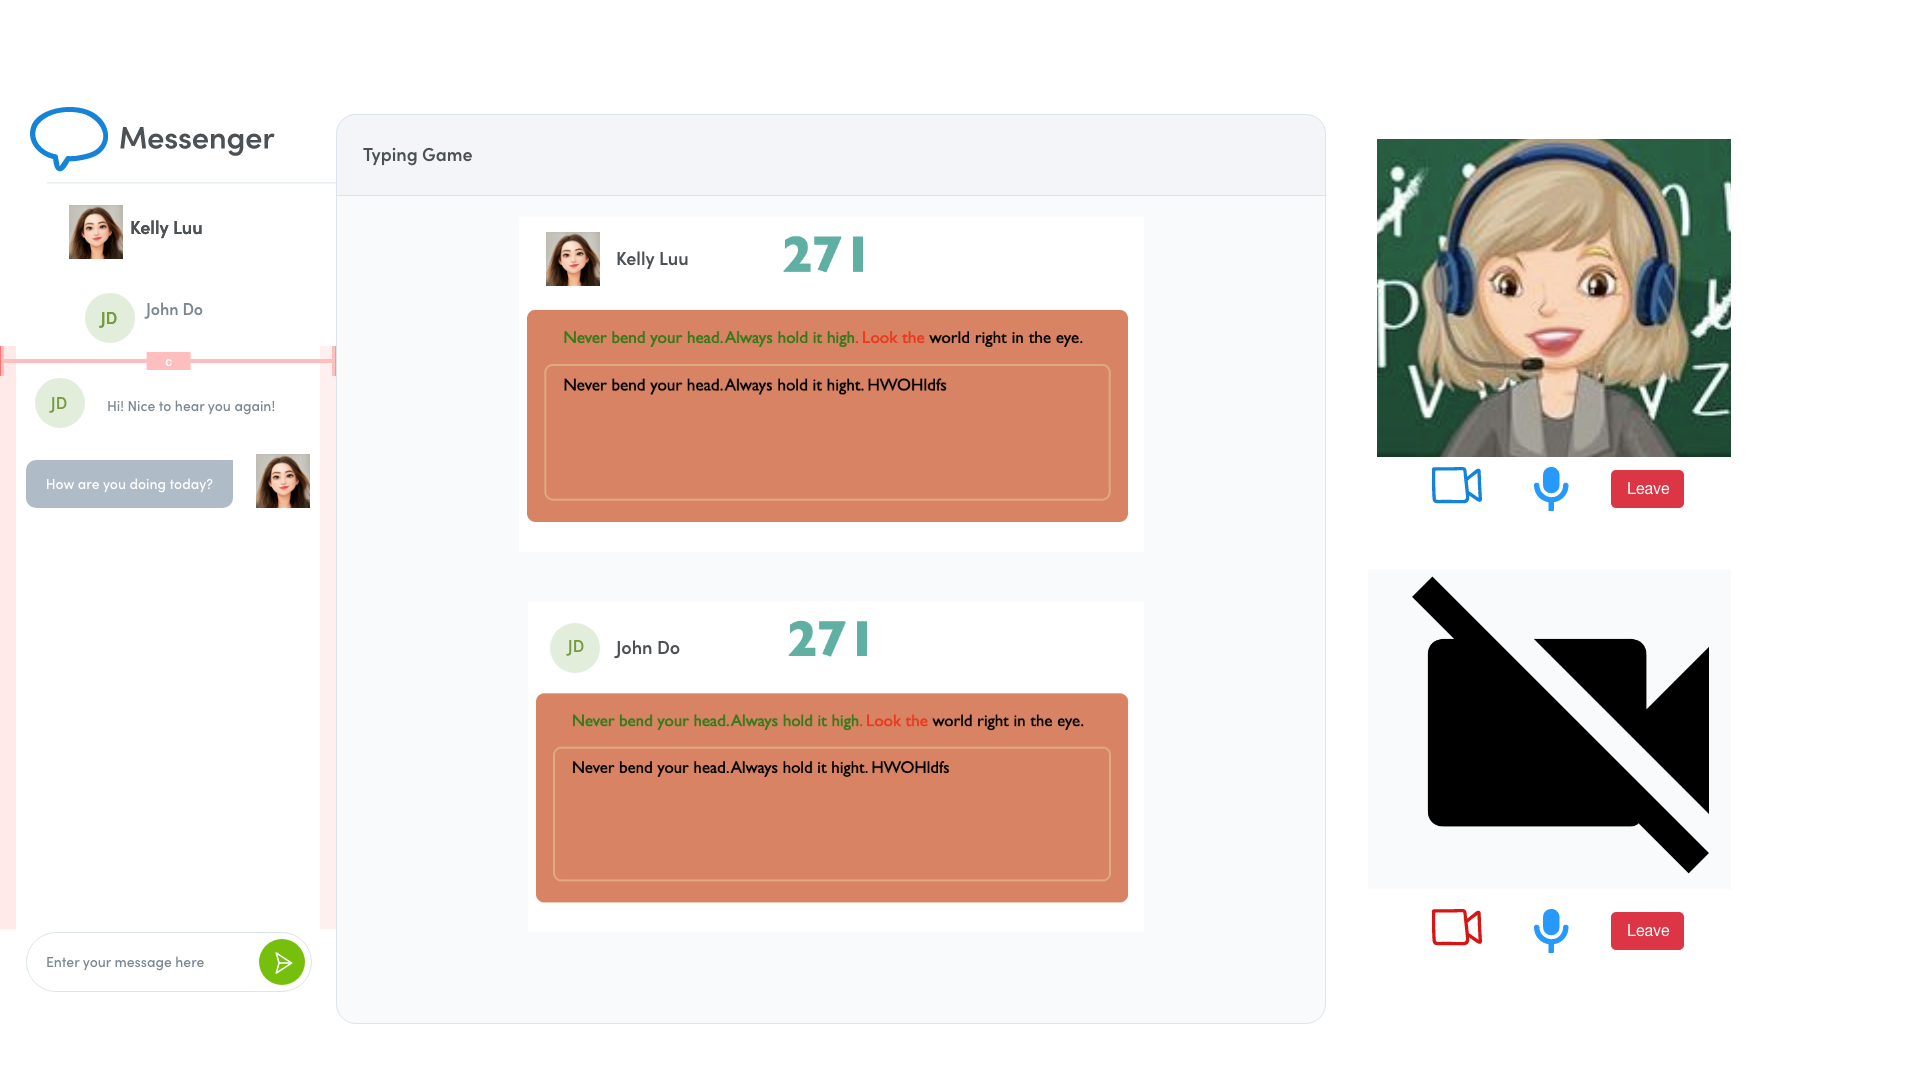 Messenger
Kelly Luu
JD
John Do
c
JD
Hi! Nice to hear you again!
How are you doing today?
Enter your message here
Typing Game
Kelly Luu
271
Never bend your head. Always hold it high. Look the world right in the eye.
Never bend your head. Always hold it hight. HWOHldfs
JD
John Do
271
Never bend your head. Always hold it high. Look the world right in the eye.
Never bend your head. Always hold it hight. HWOHldfs
Leave
Leave